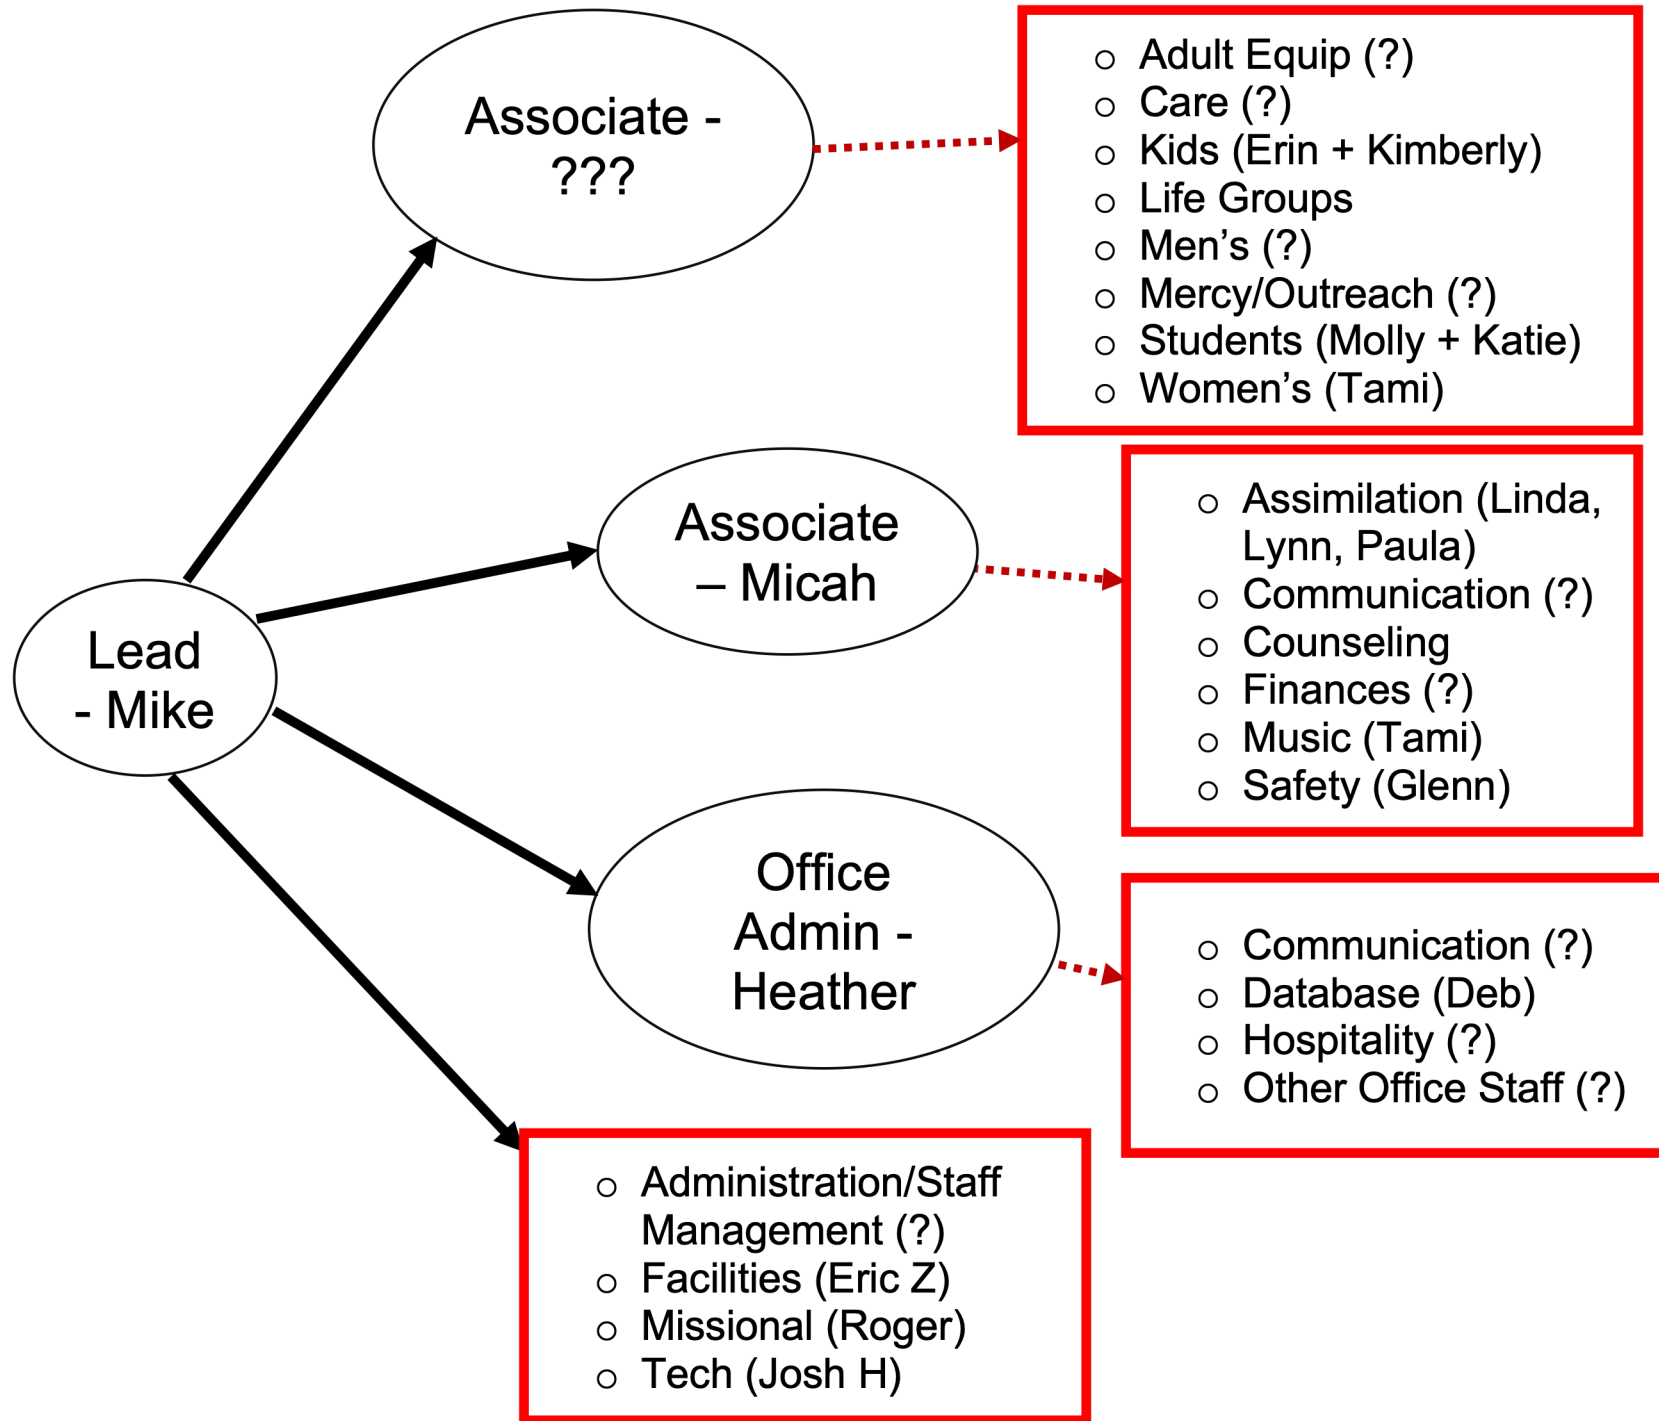 Associate -
???
○ Adult Equip (?)
○ Care (?)
○ Kids (Erin + Kimberly)
○ Life Groups
○ Men’s (?)
○ Mercy/Outreach (?)
○ Students (Molly + Katie)
○ Women’s (Tami)
Associate
– Micah
○ Assimilation (Linda,
Lynn, Paula)
○ Communication (?)
○ Counseling
○ Finances (?)
○ Music (Tami)
○ Safety (Glenn)
Lead
- Mike
Office
Admin -
Heather
○ Communication (?)
○ Database (Deb)
○ Hospitality (?)
○ Other Office Staff (?)
○ Administration/Staff
Management (?)
○ Facilities (Eric Z)
○ Missional (Roger)
○ Tech (Josh H)